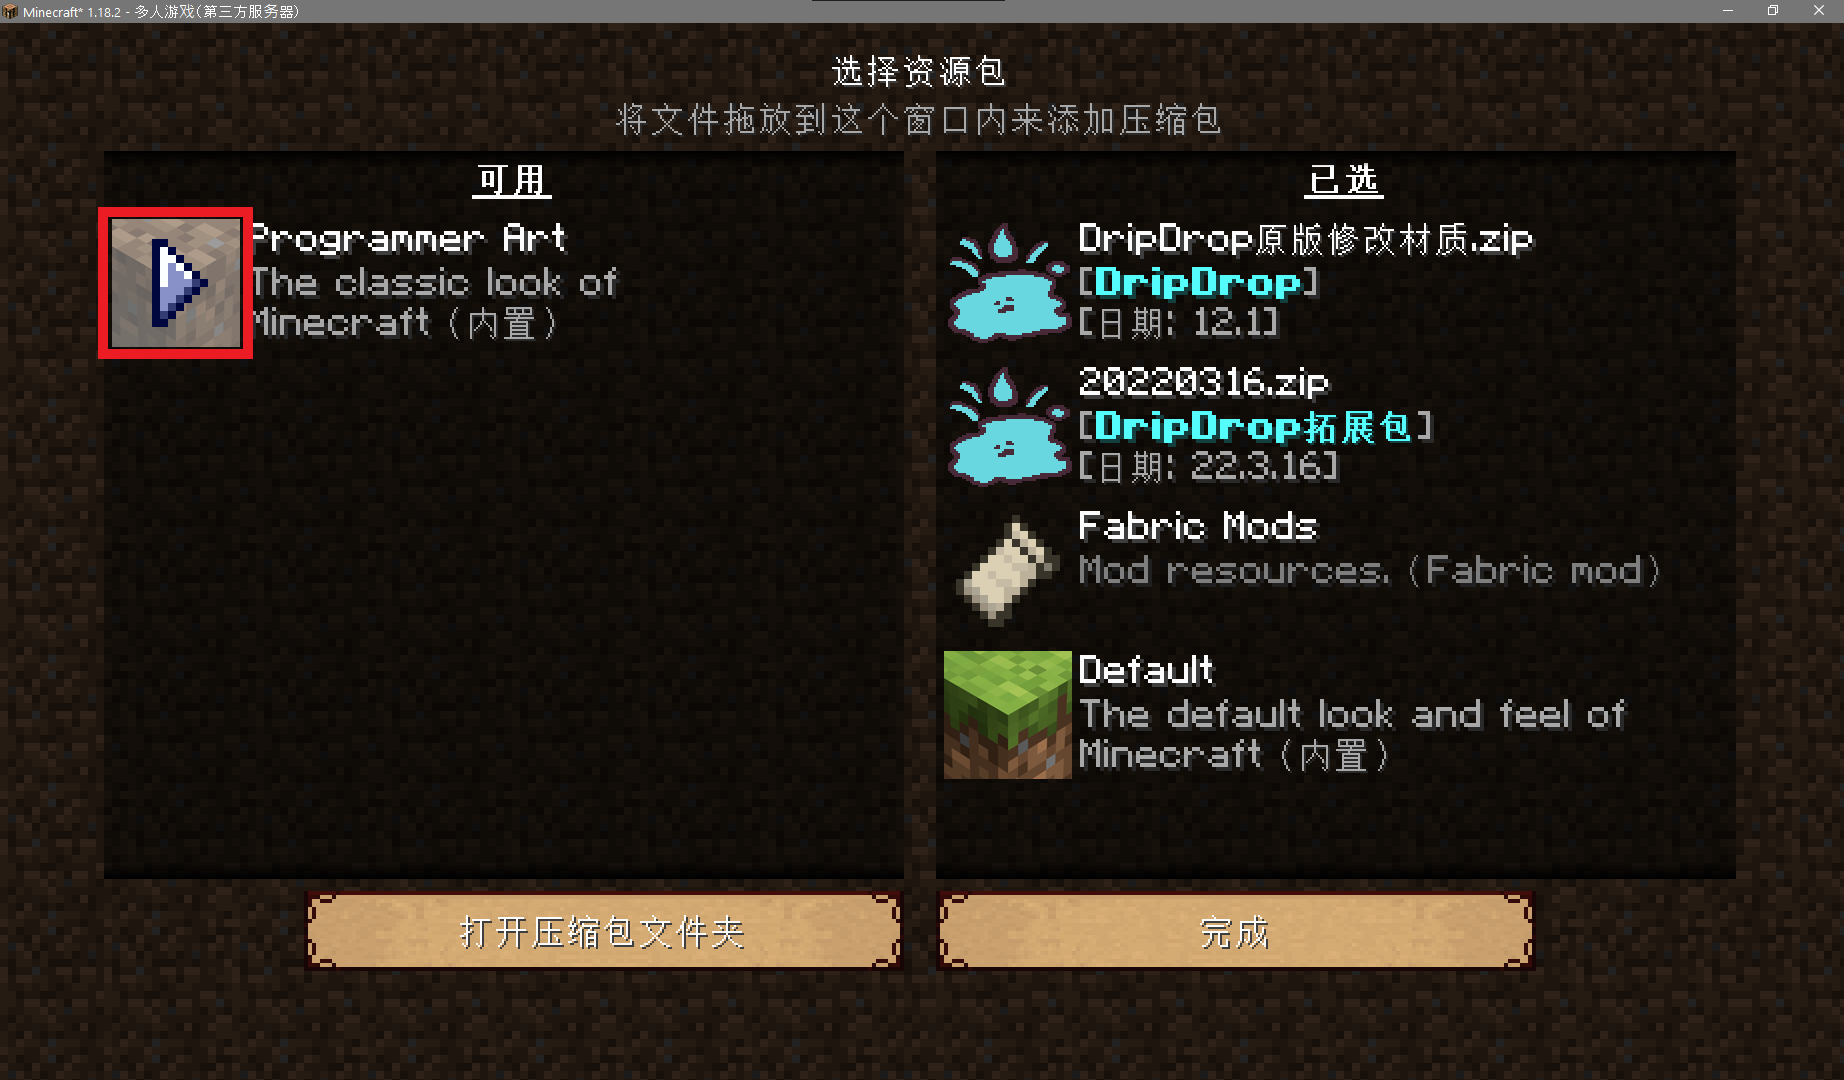 Minecraft* 1.18.2 - 多人游戏(第三方服务器)
选择资源包
将文件拖放到这个窗口内来添加压缩包
可用
Programmer Art
The classic look of
Minecraft（内置）
已选
DripDrop原版修改材质.zip
[DripDrop]
[日期: 12.1]
20220316.zip
[DripDrop拓展包]
[日期: 22.3.16]
Fabric Mods
Mod resources.（Fabric mod）
Default
The default look and feel of
Minecraft（内置）
打开压缩包文件夹
完成